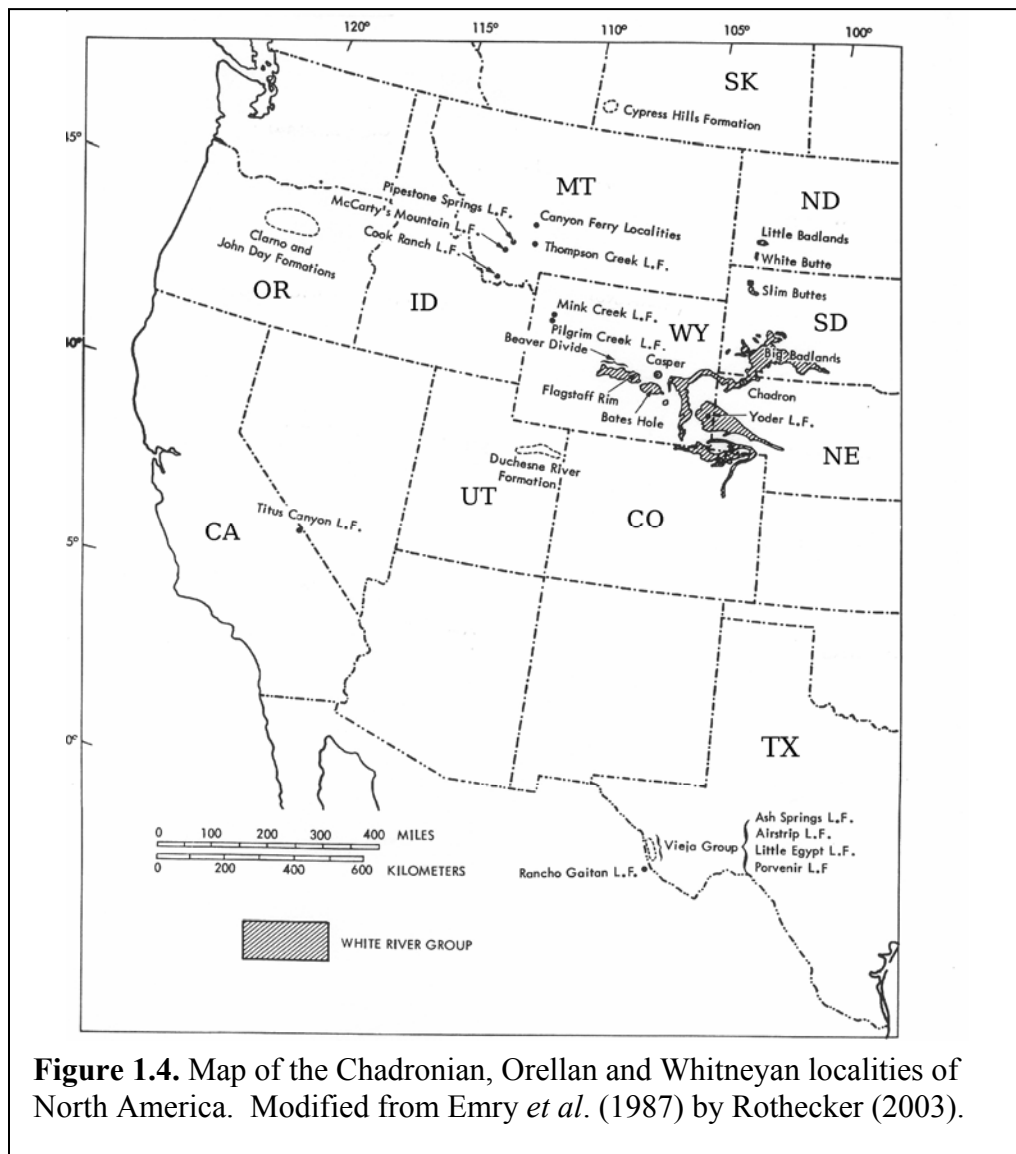 120°
115°
110°
105°
100°
SK
Cypress Hills Formation
45°
MT
ND
Pipestone Springs L.F.
McCarty's Mountain L.F.
Cook Ranch L.F.
Canyon Ferry Localities
Thompson Creek L.F.
Little Badlands
White Butte
Slim Buttes
Clarno and
John Day Formations
OR
ID
Mink Creek L.F.
Pilgrim Creek L.F.
Beaver Divide
WY
SD
Big Badlands
Casper
Flagstaff Rim
Bates Hole
Chadron
Yoder L.F.
40°
NE
Duchesne River
Formation
UT
CO
CA
Titus Canyon L.F.
5°
0°
TX
0 100 200 300 400 MILES
0 200 400 600 KILOMETERS
Rancho Gaitan L.F.
Vieja Group
Ash Springs L.F.
Airstrip L.F.
Little Egypt L.F.
Porvenir L.F
WHITE RIVER GROUP
Figure 1.4. Map of the Chadronian, Orellan and Whitneyan localities of
North America. Modified from Emry et al. (1987) by Rothecker (2003).